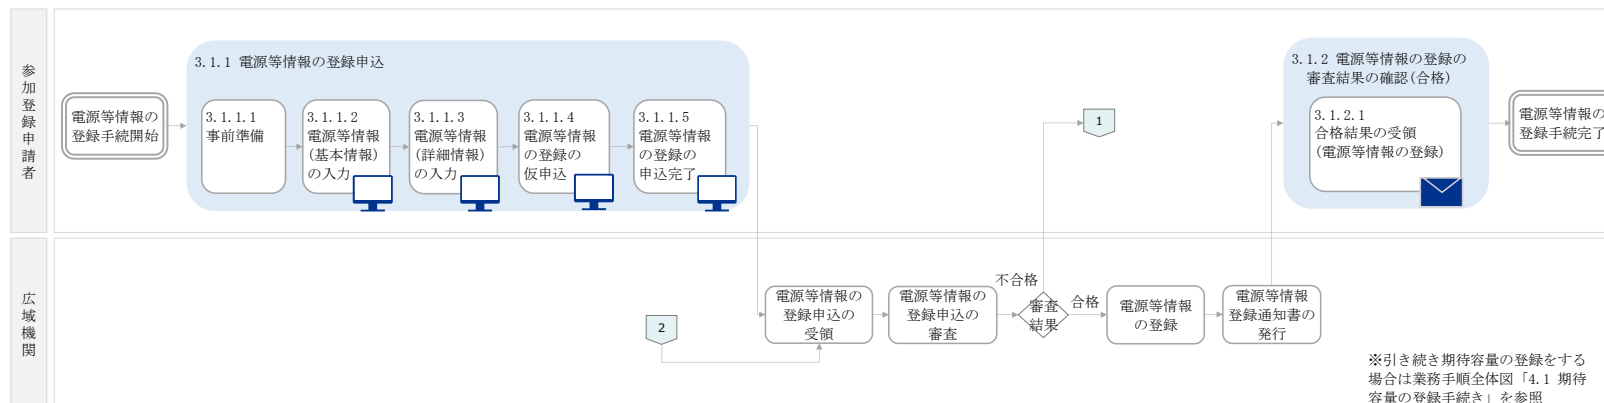 参加登録申請者
3.1.1 電源等情報の登録申込
電源等情報の
登録手続開始
3.1.1.1
事前準備
3.1.1.2
電源等情報
(基本情報)
の入力
3.1.1.3
電源等情報
(詳細情報)
の入力
3.1.1.4
電源等情報
の登録の
仮申込
3.1.1.5
電源等情報
の登録の
申込完了
1
3.1.2 電源等情報の登録の
審査結果の確認(合格)
3.1.2.1
合格結果の受領
(電源等情報の登録)
電源等情報の
登録手続完了
広域機関
2
電源等情報の
登録申込の
受領
電源等情報の
登録申込の
審査
不合格
審査
結果
合格
電源等情報
の登録
電源等情報
登録通知書の
発行
※引き続き期待容量の登録をする
場合は業務手順全体図「4.1 期待
容量の登録手続き」を参照